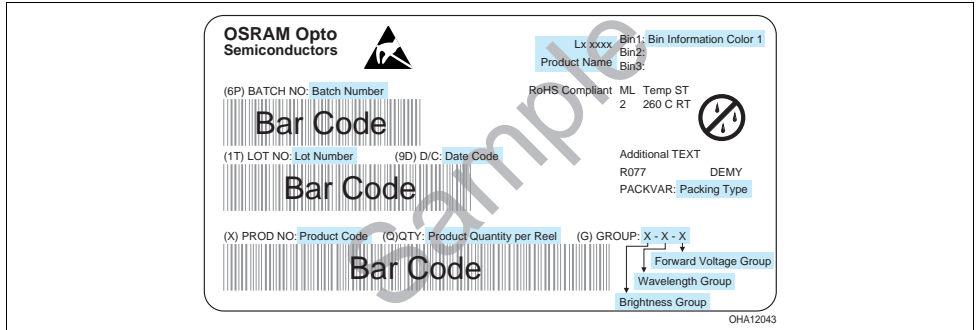 OSRAM Opto
Semiconductors
Lx xxxx
Product Name
Bin1: Bin Information Color 1
Bin2:
Bin3:
(6P) BATCH NO: Batch Number
Bar Code
RoHS Compliant
ML Temp ST
2 260 C RT
(1T) LOT NO: Lot Number (9D) D/C: Date Code
Bar Code
Additional TEXT
R077 DEMY
PACKVAR: Packing Type
(X) PROD NO: Product Code (Q)QTY: Product Quantity per Reel (G) GROUP: X - X - X
Bar Code
Forward Voltage Group
Wavelength Group
Brightness Group
Sample
OHA12043